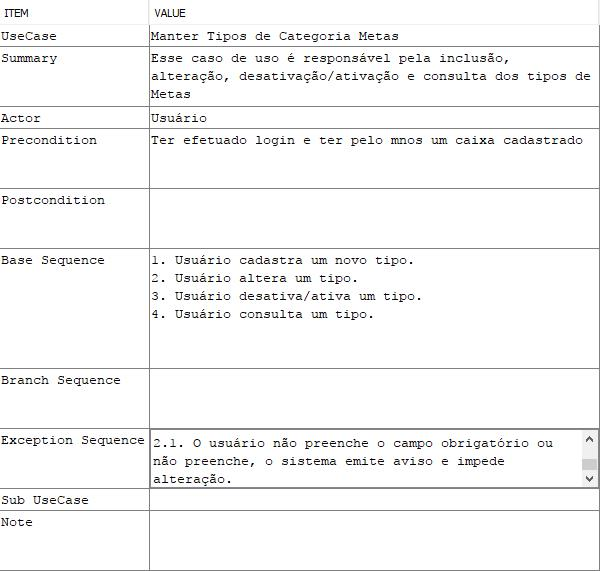 ITEM VALUE
UseCase Manter Tipos de Categoria Metas
Summary Esse caso de uso é responsável pela inclusão,
alteração, desativação/ativação e consulta dos tipos de
Metas
Actor Usuário
Precondition Ter efetuado login e ter pelo mnos um caixa cadastrado
Postcondition
Base Sequence 1. Usuário cadastra um novo tipo.
2. Usuário altera um tipo.
3. Usuário desativa/ativa um tipo.
4. Usuário consulta um tipo.
Branch Sequence
Exception Sequence 2.1. O usuário não preenche o campo obrigatório ou
não preenche, o sistema emite aviso e impede
alteração.
Sub UseCase
Note